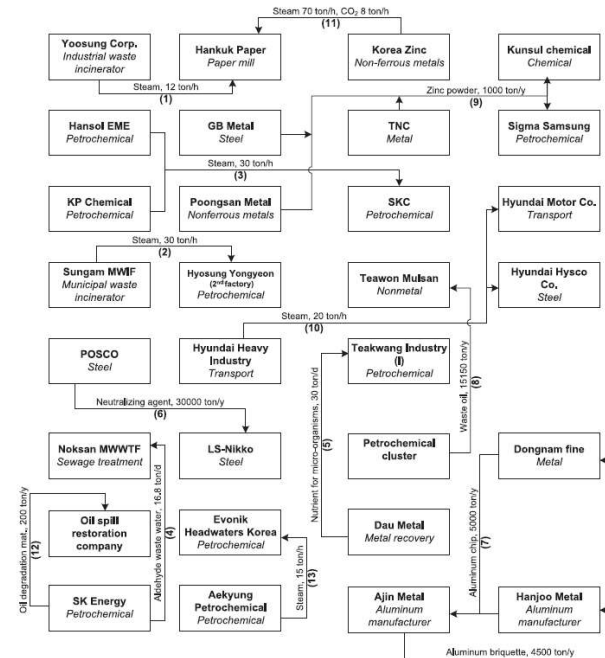 Steam 70 ton/h, CO₂ 8 ton/h
(11)
Yoosung Corp.
Industrial waste
incinerator
Hankuk Paper
Paper mill
Korea Zinc
Non-ferrous metals
Kunsul chemical
Chemical
Steam, 12 ton/h
(1)
Zinc powder, 1000 ton/y
(9)
Hansol EME
Petrochemical
GB Metal
Steel
TNC
Metal
Sigma Samsung
Petrochemical
Steam, 30 ton/h
(3)
KP Chemical
Petrochemical
Poongsan Metal
Nonferrous metals
SKC
Petrochemical
Hyundai Motor Co.
Transport
Steam, 30 ton/h
(2)
Sungam MWIF
Municipal waste
incinerator
Hyosung Yongyeon
(2nd factory)
Petrochemical
Teawon Mulsan
Nonmetal
Hyundai Hysco
Co.
Steel
Steam, 20 ton/h
(10)
POSCO
Steel
Hyundai Heavy
Industry
Transport
Teakwang Industry
(I)
Petrochemical
Waste oil, 15150 ton/y
(8)
Neutralizing agent, 30000 ton/y
(6)
Nutrient for micro-organisms, 30 ton/d
(5)
Noksan MWWTF
Sewage treatment
LS-Nikko
Steel
Petrochemical
cluster
Dongnam fine
Metal
Oil degradation mat., 200 ton/y
(12)
Aldehyde waste water, 16.8 ton/d
(4)
Oil spill
restoration
company
Evonik
Headwaters Korea
Petrochemical
Dau Metal
Metal recovery
Aluminum chip, 5000 ton/y
(7)
Steam, 15 ton/h
(13)
SK Energy
Petrochemical
Aekyung
Petrochemical
Petrochemical
Ajin Metal
Aluminum
manufacturer
Hanjoo Metal
Aluminum
manufacturer
Aluminum briquette, 4500 ton/y